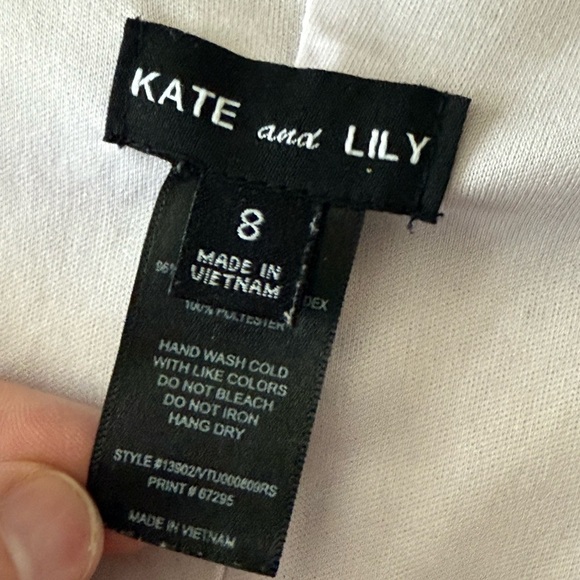 KATE and LILY
8
MADE IN
VIETNAM
96%
100% POLYESTER
HAND WASH COLD
WITH LIKE COLORS
DO NOT BLEACH
DO NOT IRON
HANG DRY
STYLE #13902/VTU000809RS
PRINT # 67295
MADE IN VIETNAM